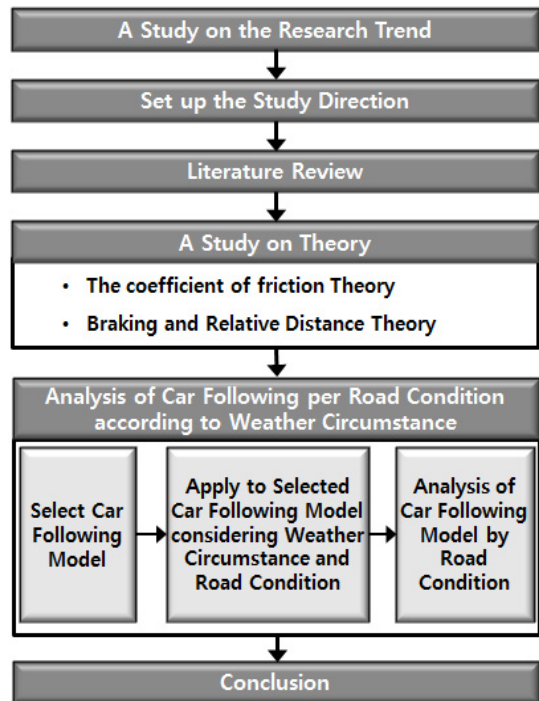 A Study on the Research Trend
Set up the Study Direction
Literature Review
A Study on Theory
• The coefficient of friction Theory
• Braking and Relative Distance Theory
Analysis of Car Following per Road Condition
according to Weather Circumstance
Select Car
Following
Model
Apply to Selected
Car Following Model
considering Weather
Circumstance and
Road Condition
Analysis of
Car Following
Model by
Road
Condition
Conclusion